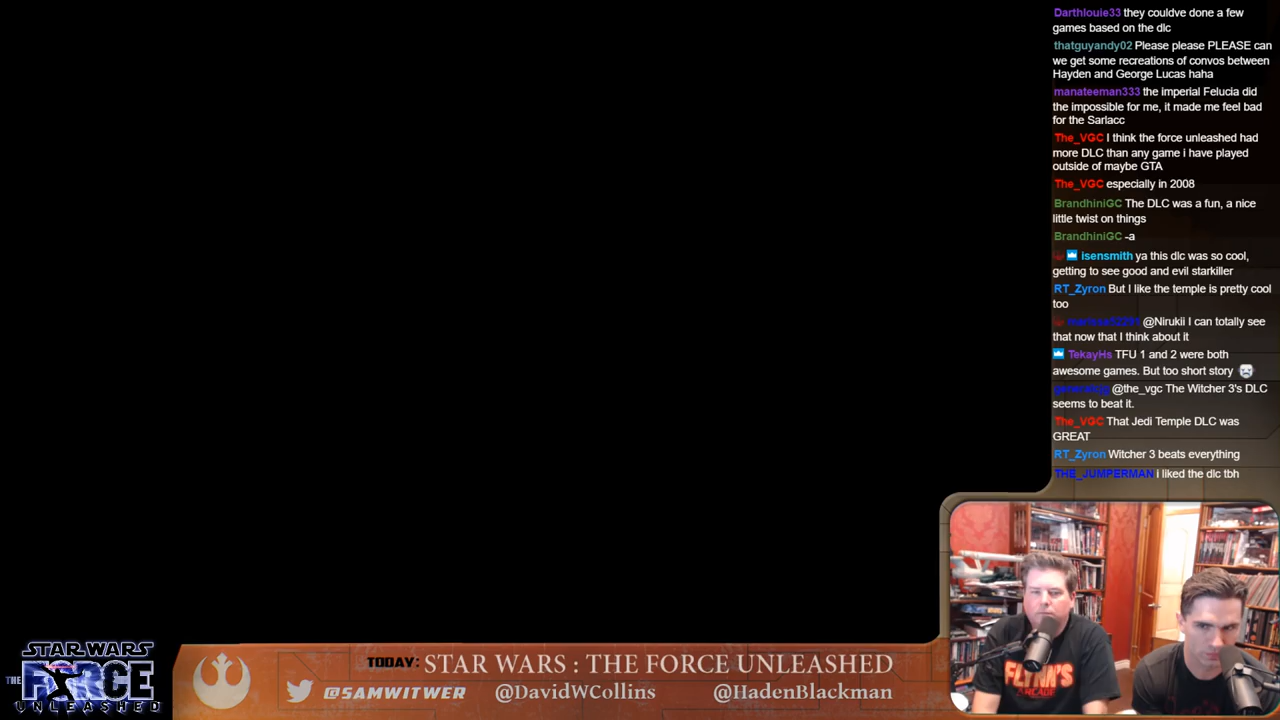 Darthlouie33 they couldve done a few
games based on the dlc
thatguyandy02 Please please PLEASE can
we get some recreations of convos between
Hayden and George Lucas haha
manateeman333 the imperial Felucia did
the impossible for me, it made me feel bad
for the Sarlacc
The_VGC I think the force unleashed had
more DLC than any game i have played
outside of maybe GTA
The_VGC especially in 2008
BrandhiniGC The DLC was a fun, a nice
little twist on things
BrandhiniGC -a
isensmith ya this dlc was so cool,
getting to see good and evil starkiller
RT_Zyron But I like the temple is pretty cool
too
@Nirukii I can totally see
that now that I think about it
TekayHs TFU 1 and 2 were both
awesome games. But too short story
@the_vgc The Witcher 3's DLC
seems to beat it.
The_VGC That Jedi Temple DLC was
GREAT
RT_Zyron Witcher 3 beats everything
THE_JUMPERMAN i liked the dlc tbh
FLYNN'S
ARCADE
STAR WARS
THE FORCE
UNLEASHED
TODAY: STAR WARS : THE FORCE UNLEASHED
@SAMWITWER @DavidWCollins @HadenBlackman